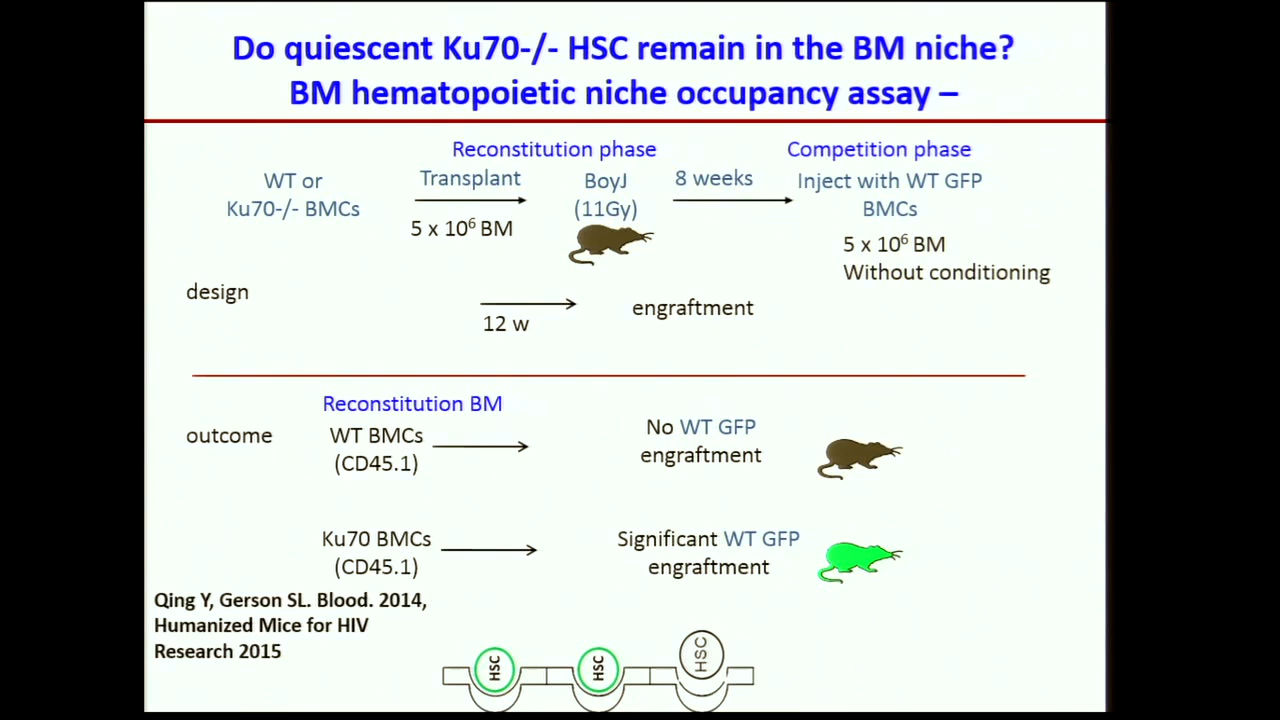 Do quiescent Ku70-/- HSC remain in the BM niche?
BM hematopoietic niche occupancy assay –
Reconstitution phase
Competition phase
WT or
Ku70-/- BMCs
Transplant
5 x 10⁶ BM
BoyJ
(11Gy)
8 weeks
Inject with WT GFP
BMCs
5 x 10⁶ BM
Without conditioning
design
12 w
engraftment
Reconstitution BM
outcome
WT BMCs
(CD45.1)
No WT GFP
engraftment
Ku70 BMCs
(CD45.1)
Significant WT GFP
engraftment
Qing Y, Gerson SL. Blood. 2014,
Humanized Mice for HIV
Research 2015
HSC
HSC
HSC